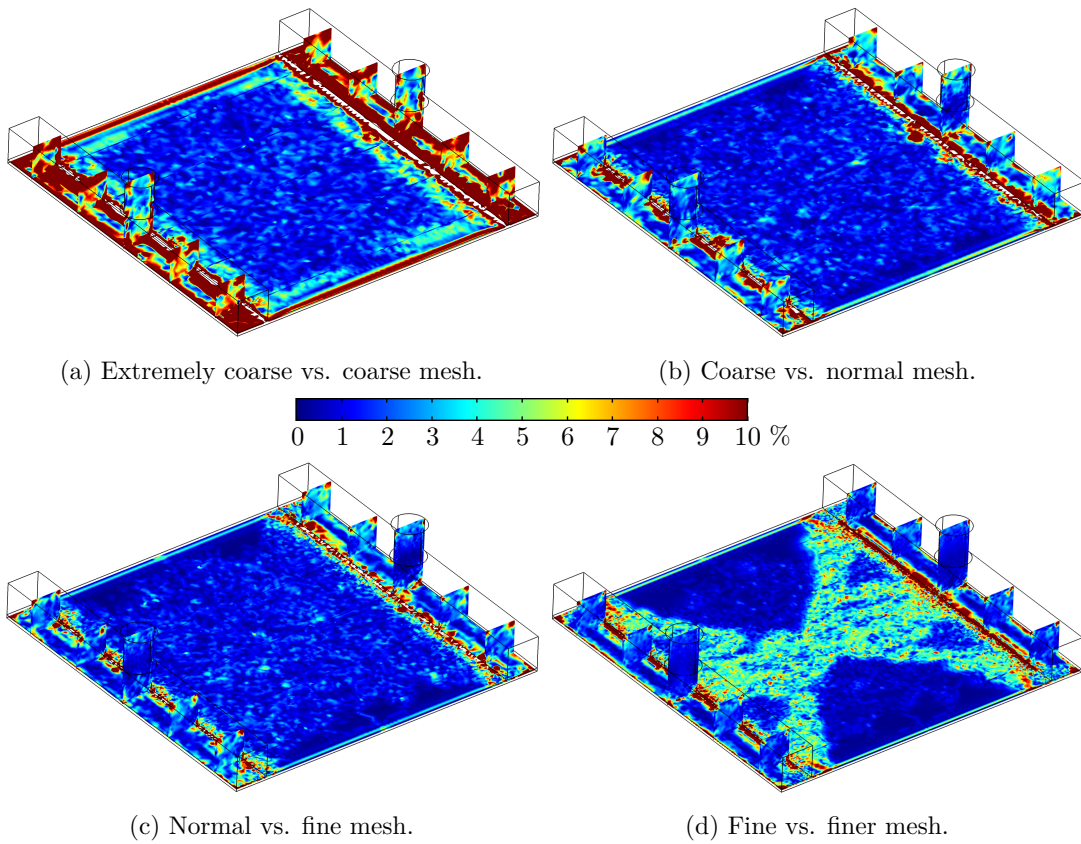 (a) Extremely coarse vs. coarse mesh.
(b) Coarse vs. normal mesh.
0 1 2 3 4 5 6 7 8 9 10 %
(c) Normal vs. fine mesh.
(d) Fine vs. finer mesh.